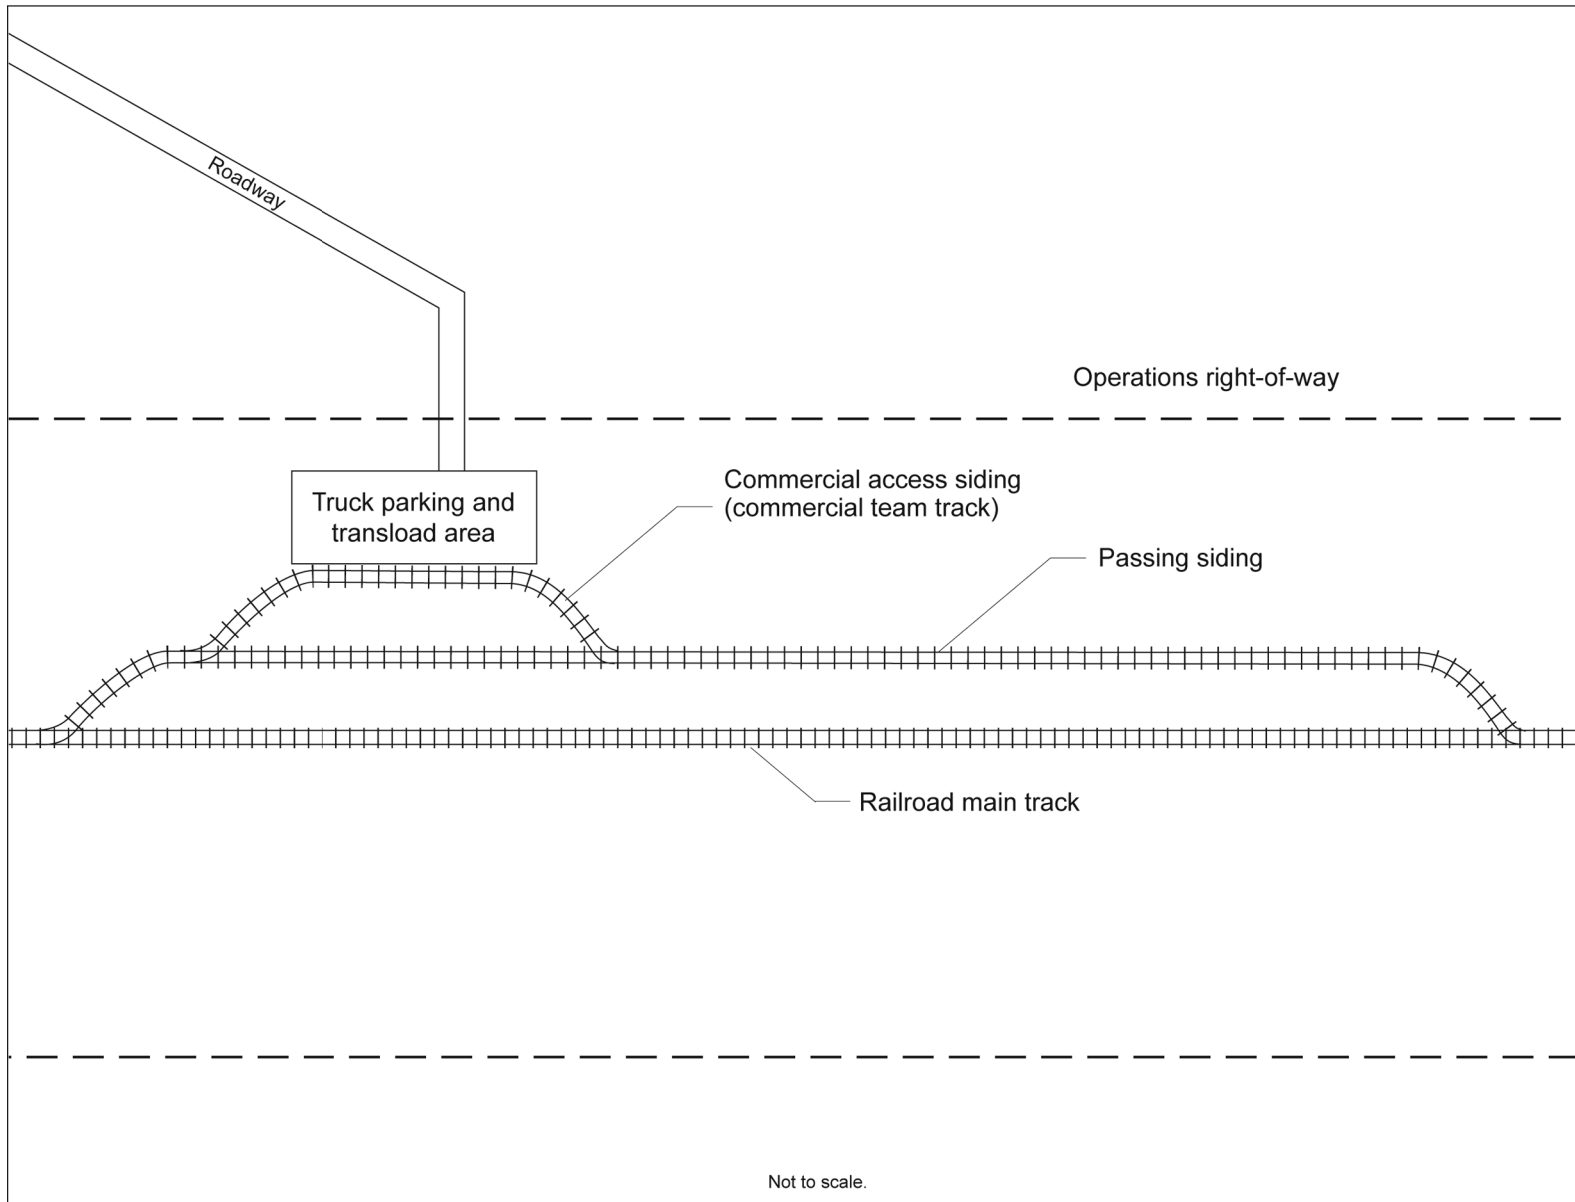 Roadway
Operations right-of-way
Truck parking and
transload area
Commercial access siding
(commercial team track)
Passing siding
Railroad main track
Not to scale.